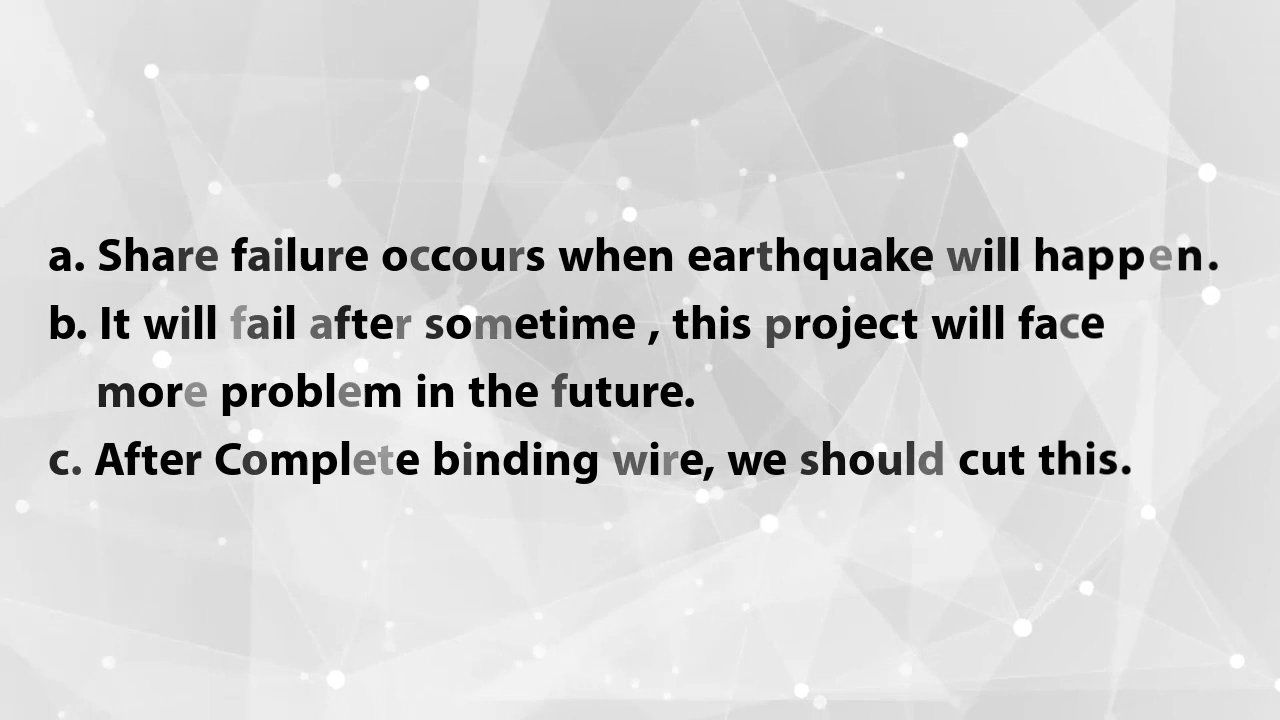 a. Share failure occours when earthquake will happen.
b. It will fail after sometime , this project will face
more problem in the future.
c. After Complete binding wire, we should cut this.